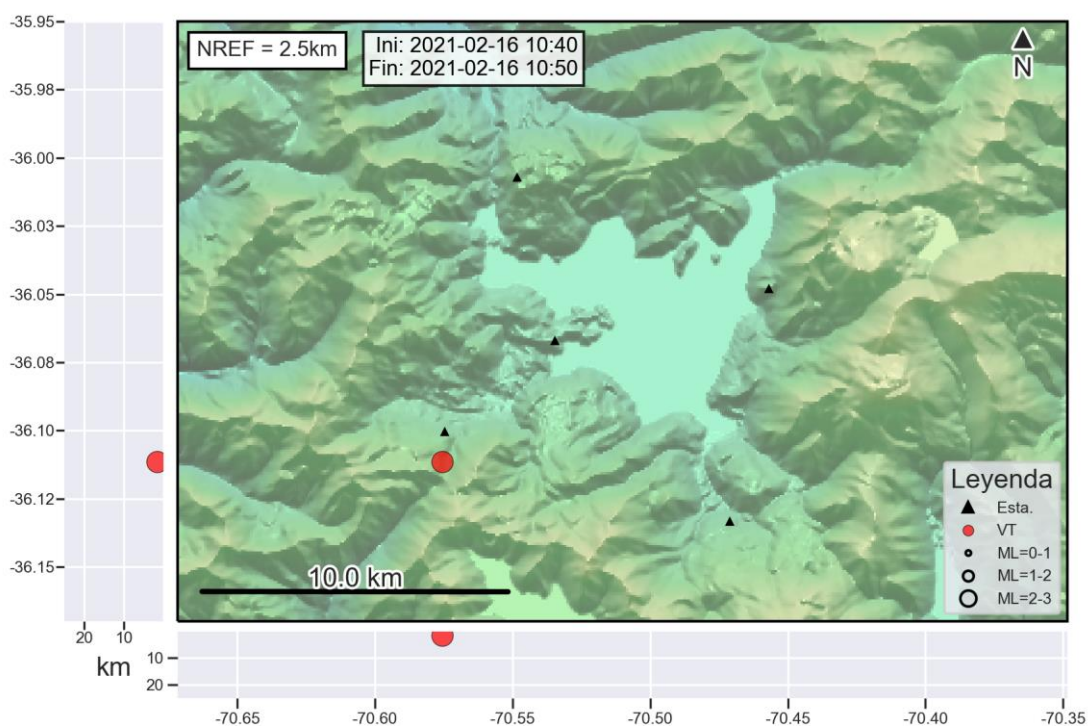 -35.95
-35.98
-36.00
-36.03
-36.05
-36.08
-36.10
-36.12
-36.15
NREF = 2.5km
Ini: 2021-02-16 10:40
Fin: 2021-02-16 10:50
N
10.0 km
Leyenda
Esta.
VT
ML=0-1
ML=1-2
ML=2-3
20 10
km
10
20
-70.65 -70.60 -70.55 -70.50 -70.45 -70.40 -70.35